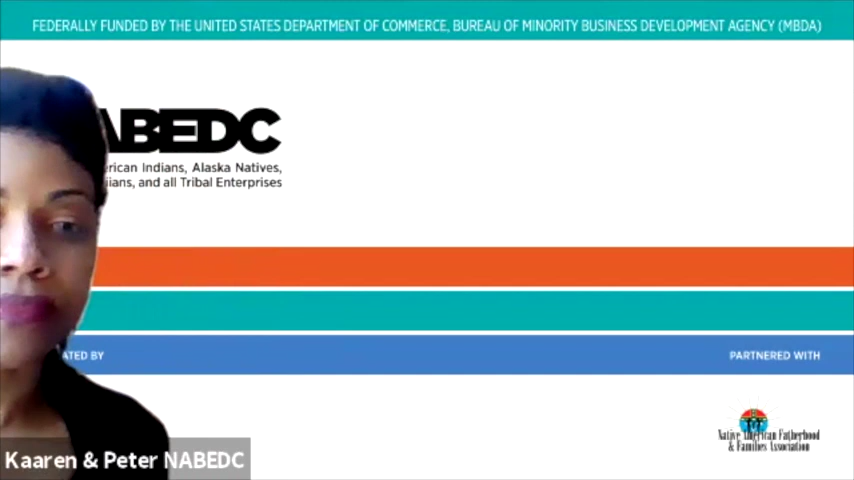 FEDERALLY FUNDED BY THE UNITED STATES DEPARTMENT OF COMMERCE, BUREAU OF MINORITY BUSINESS DEVELOPMENT AGENCY (MBDA)
ABEDC
erican Indians, Alaska Natives,
iians, and all Tribal Enterprises
ATED BY
PARTNERED WITH
Native American Fatherhood
& Families Association
Kaaren & Peter NABEDC